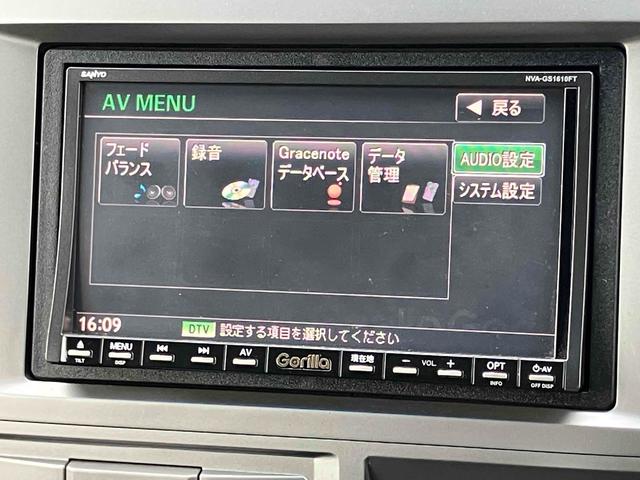 SANYO
NVA-GS1610FT
AV MENU
戻る
フェード
バランス
録音
Gracenote
データベース
データ
管理
AUDIO設定
システム設定
16:09
DTV 設定する項目を選択してください
TILT
MENU
DISP
AV
Gorilla
現在地
− VOL. +
OPT
INFO
AV
OFF DISP